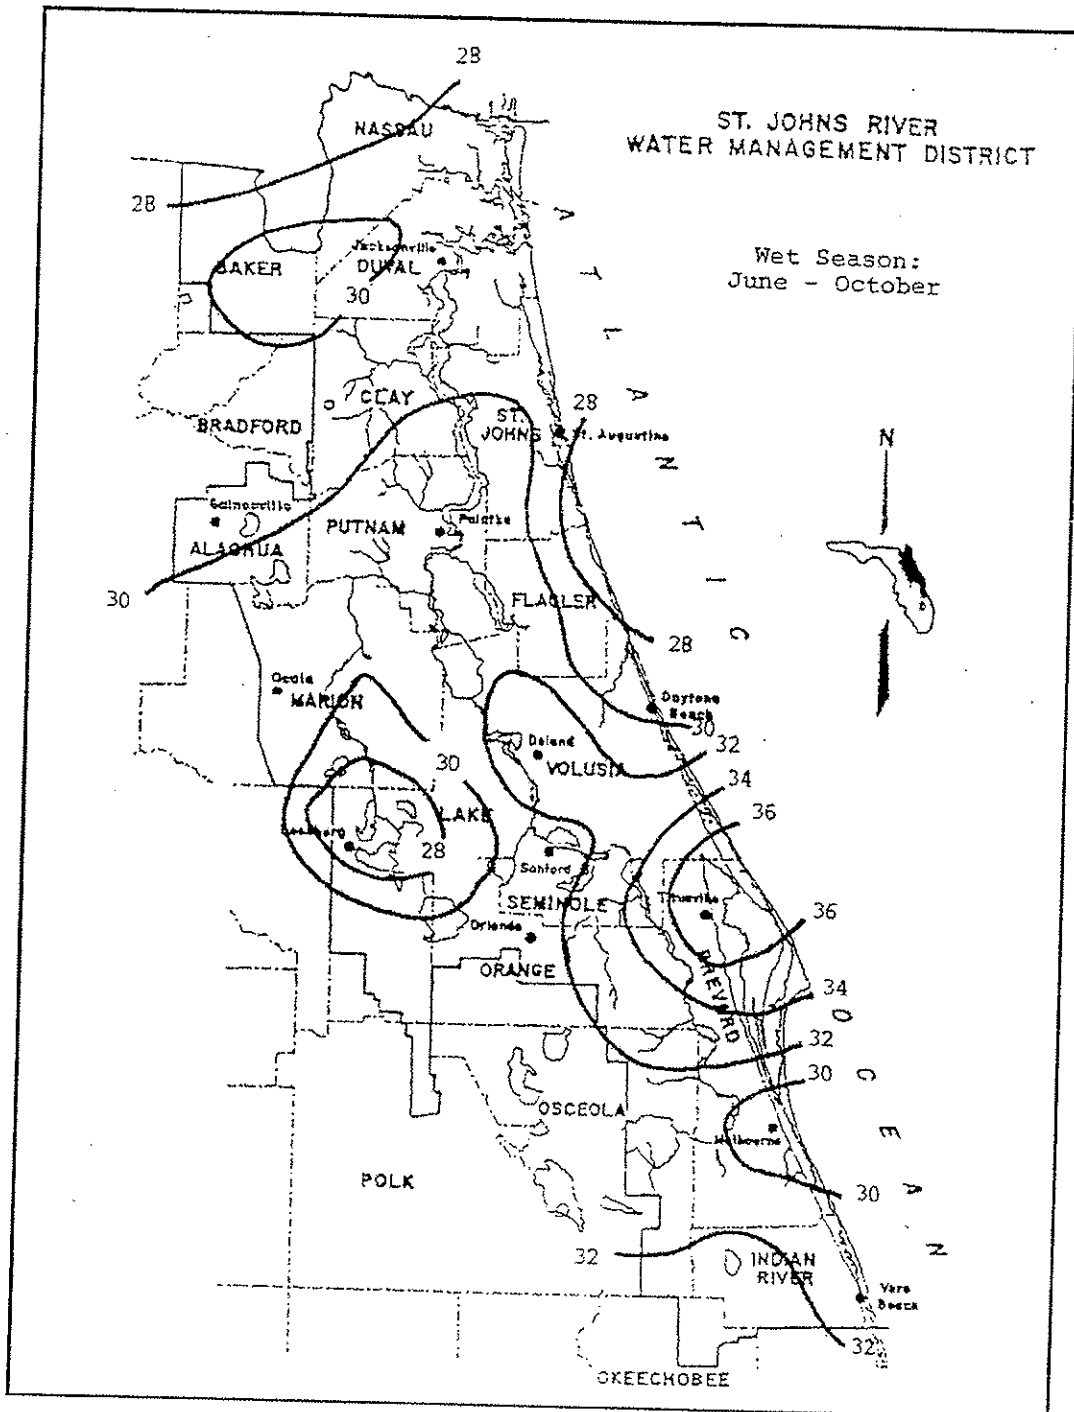 28
NASSAU
ST. JOHNS RIVER
WATER MANAGEMENT DISTRICT
28
Wet Season:
June - October
Jacksonville
BAKER
DUVAL
30
CLAY
28
ST.
JOHNS
St. Augustine
BRADFORD
N
Gainesville
PUTNAM
Palatka
ALACHUA
30
FLAGLER
28
Ocala
MARION
Daytona
Beach
30
Deland
32
VOLUSIA
30
34
LAKE
36
Leesburg
28
Sanford
SEMINOLE
Titusville
36
Orlando
ORANGE
BREVARD
34
32
30
OSCEOLA
Melbourne
POLK
30
32
INDIAN
RIVER
Vero
Beach
32
OKEECHOBEE
ATLANTIC OCEAN